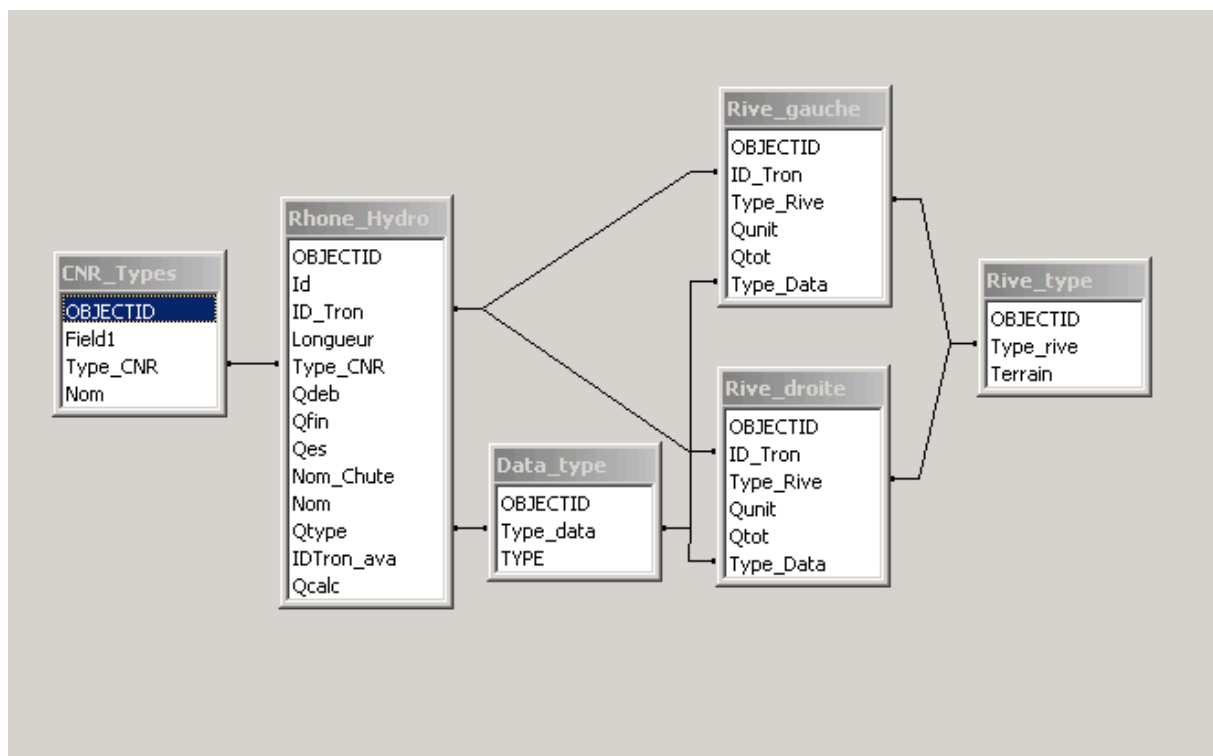 CNR_Types
OBJECTID
Field1
Type_CNR
Nom
Rhone_Hydro
OBJECTID
Id
ID_Tron
Longueur
Type_CNR
Qdeb
Qfin
Qes
Nom_Chute
Nom
Qtype
IDTron_ava
Qcalc
Data_type
OBJECTID
Type_data
TYPE
Rive_gauche
OBJECTID
ID_Tron
Type_Rive
Qunit
Qtot
Type_Data
Rive_droite
OBJECTID
ID_Tron
Type_Rive
Qunit
Qtot
Type_Data
Rive_type
OBJECTID
Type_rive
Terrain